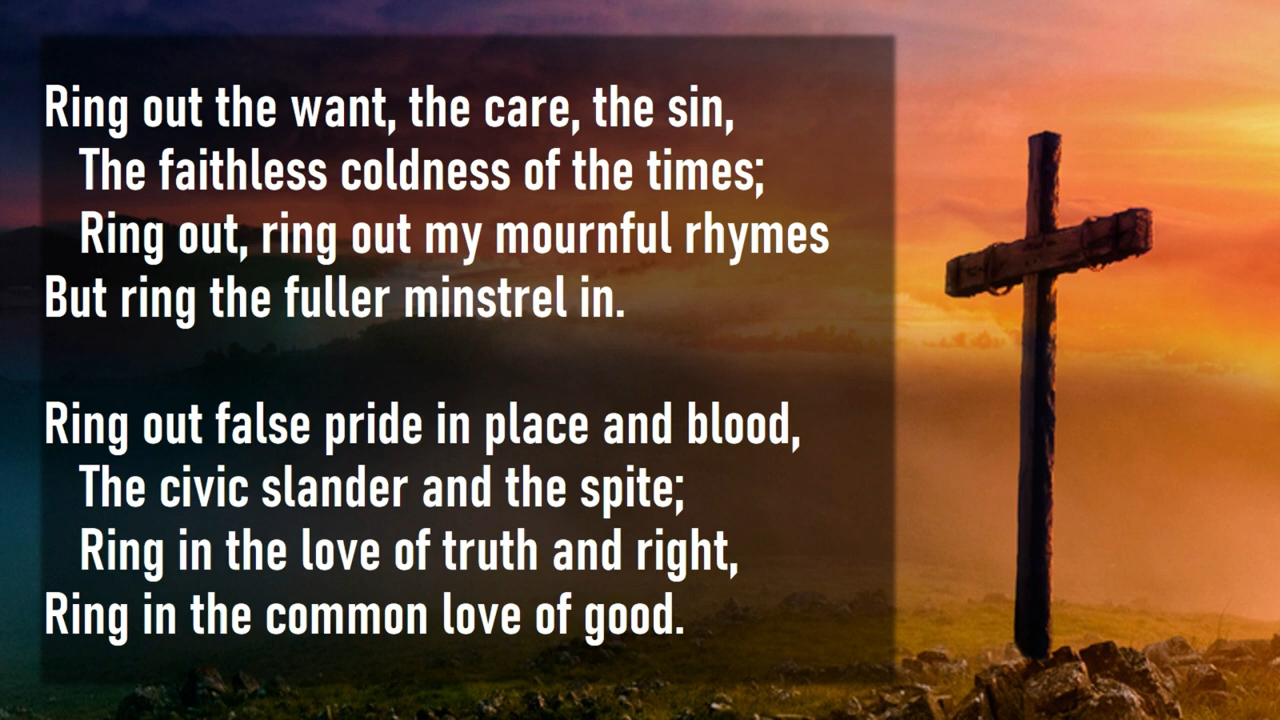 Ring out the want, the care, the sin,
The faithless coldness of the times;
Ring out, ring out my mournful rhymes
But ring the fuller minstrel in.
Ring out false pride in place and blood,
The civic slander and the spite;
Ring in the love of truth and right,
Ring in the common love of good.